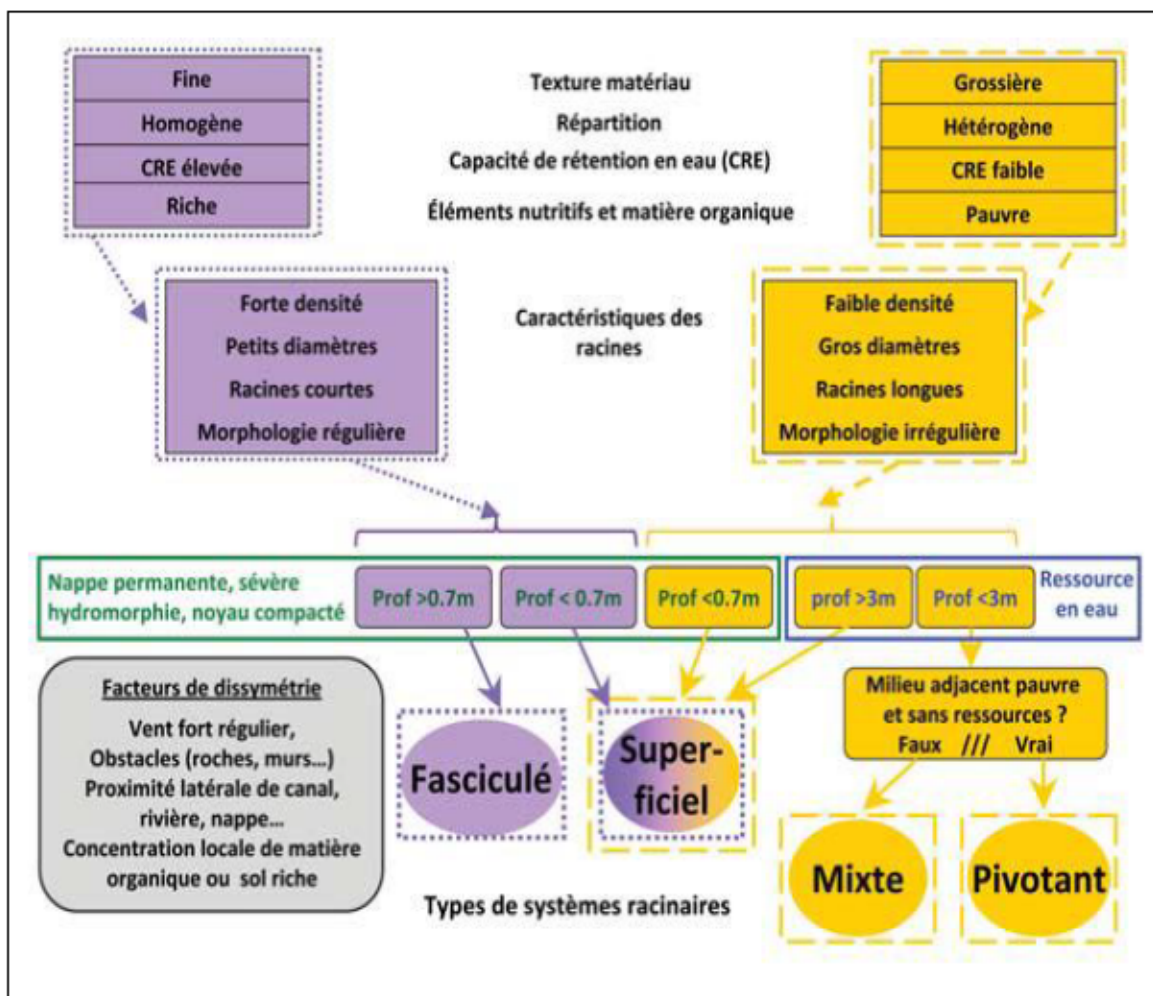 Fine
Homogène
CRE élevée
Riche
Texture matériau
Répartition
Capacité de rétention en eau (CRE)
Éléments nutritifs et matière organique
Grossière
Hétérogène
CRE faible
Pauvre
Forte densité
Petits diamètres
Racines courtes
Morphologie régulière
Caractéristiques des
racines
Faible densité
Gros diamètres
Racines longues
Morphologie irrégulière
Nappe permanente, sévère
hydromorphie, noyau compacté
Prof >0.7m
Prof < 0.7m
Prof <0.7m
prof >3m
Prof <3m
Ressource
en eau
Facteurs de dissymétrie
Vent fort régulier,
Obstacles (roches, murs...)
Proximité latérale de canal,
rivière, nappe...
Concentration locale de matière
organique ou sol riche
Fasciculé
Super-
ficiel
Milieu adjacent pauvre
et sans ressources ?
Faux /// Vrai
Mixte
Pivotant
Types de systèmes racinaires